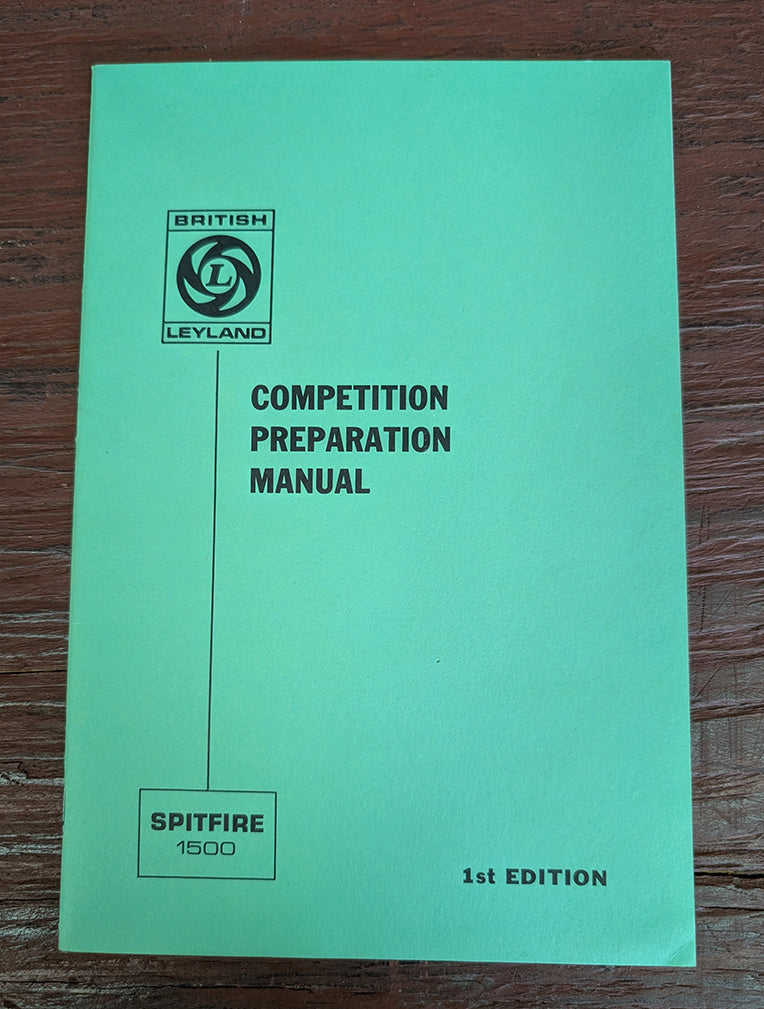 BRITISH
L
LEYLAND
COMPETITION
PREPARATION
MANUAL
SPITFIRE
1500
1st EDITION